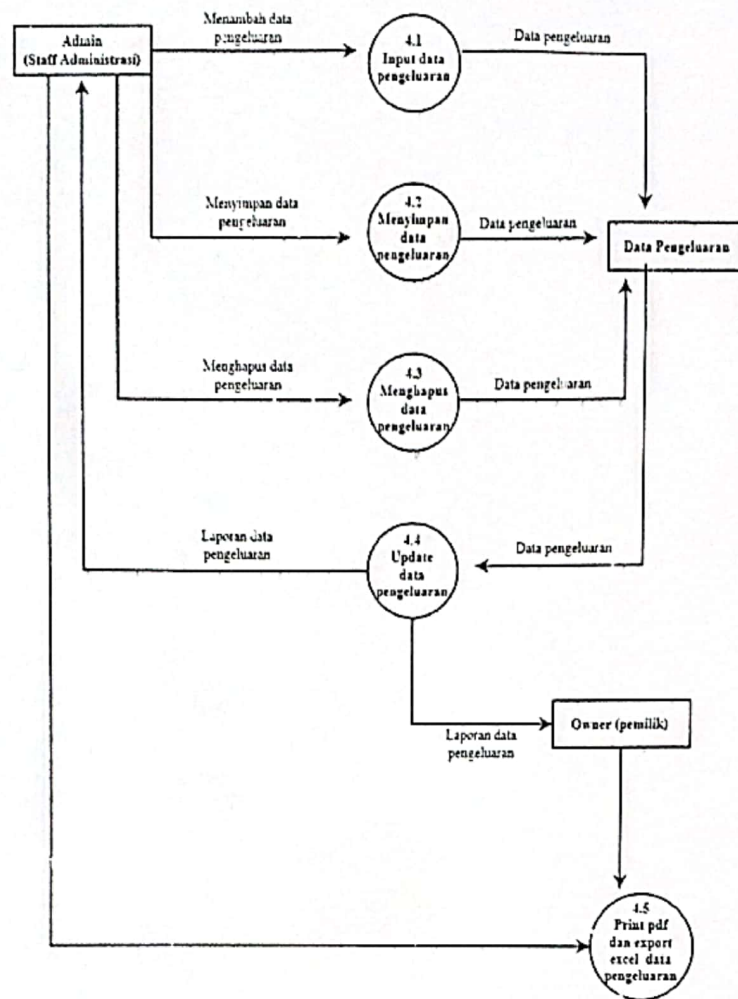 Menambah data
pengeluaran
Admin
(Staff Administrasi)
4.1
Input data
pengeluaran
Data pengeluaran
Menyimpan data
pengeluaran
4.2
Menyimpan
data
pengeluaran
Data pengeluaran
Data Pengeluaran
Menghapus data
pengeluaran
4.3
Menghapus
data
pengeluaran
Data pengeluaran
Laporan data
pengeluaran
4.4
Update
data
pengeluaran
Data pengeluaran
Laporan data
pengeluaran
Owner (pemilik)
4.5
Print pdf
dan export
excel data
pengeluaran